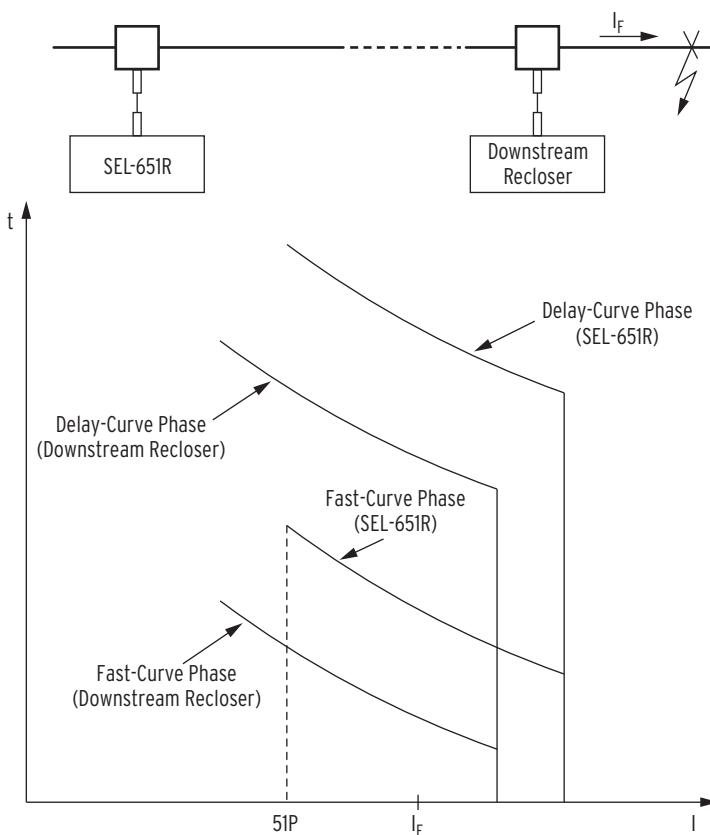 I_F
SEL-651R
Downstream
Recloser
t
Delay-Curve Phase
(SEL-651R)
Delay-Curve Phase
(Downstream Recloser)
Fast-Curve Phase
(SEL-651R)
Fast-Curve Phase
(Downstream Recloser)
51P
I_F
I